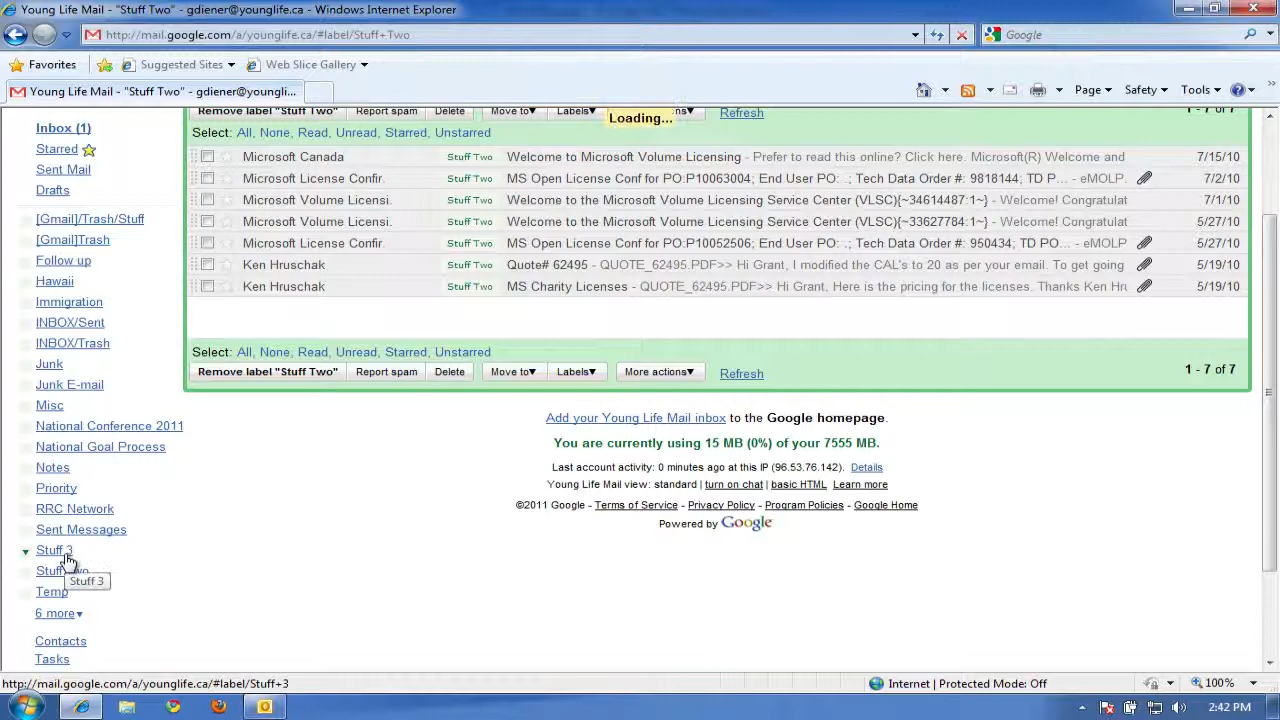 Young Life Mail - "Stuff Two" - gdiener@younglife.ca - Windows Internet Explorer
http://mail.google.com/a/younglife.ca/#label/Stuff+Two
Google
Favorites Suggested Sites Web Slice Gallery
Young Life Mail - "Stuff Two" - gdiener@youngli... Page Safety Tools
Inbox (1)
Starred
Sent Mail
Drafts
[Gmail]/Trash/Stuff
[Gmail]Trash
Follow up
Hawaii
Immigration
INBOX/Sent
INBOX/Trash
Junk
Junk E-mail
Misc
National Conference 2011
National Goal Process
Notes
Priority
RRC Network
Sent Messages
Stuff 3
Stuff 3
Temp
6 more▼
Contacts
Tasks
Remove label "Stuff Two" Report spam Delete Move to▼ Labels▼ Refresh
Loading...
1 - 7 of 7
Select: All, None, Read, Unread, Starred, Unstarred
Microsoft Canada Stuff Two Welcome to Microsoft Volume Licensing - Prefer to read this online? Click here. Microsoft(R) Welcome and 7/15/10
Microsoft License Confir. Stuff Two MS Open License Conf for PO:P10063004; End User PO: ..; Tech Data Order #: 9818144; TD P... - eMOLP. 7/2/10
Microsoft Volume Licensi. Stuff Two Welcome to the Microsoft Volume Licensing Service Center (VLSC){~34614487:1~} - Welcome! Congratulat 7/1/10
Microsoft Volume Licensi. Stuff Two Welcome to the Microsoft Volume Licensing Service Center (VLSC){~33627784:1~} - Welcome! Congratulat 5/27/10
Microsoft License Confir. Stuff Two MS Open License Conf for PO:P10052506; End User PO: ..; Tech Data Order #: 950434; TD PO... - eMOLP. 5/27/10
Ken Hruschak Stuff Two Quote# 62495 - QUOTE_62495.PDF>> Hi Grant, I modified the CAL's to 20 as per your email. To get going 5/19/10
Ken Hruschak Stuff Two MS Charity Licenses - QUOTE_62495.PDF>> Hi Grant, Here is the pricing for the licenses. Thanks Ken Hru 5/19/10
Select: All, None, Read, Unread, Starred, Unstarred
Remove label "Stuff Two" Report spam Delete Move to▼ Labels▼ More actions▼ Refresh 1 - 7 of 7
Add your Young Life Mail inbox to the Google homepage.
You are currently using 15 MB (0%) of your 7555 MB.
Last account activity: 0 minutes ago at this IP (96.53.76.142). Details
Young Life Mail view: standard | turn on chat | basic HTML Learn more
©2011 Google - Terms of Service - Privacy Policy - Program Policies - Google Home
Powered by Google
http://mail.google.com/a/younglife.ca/#label/Stuff+3 Internet | Protected Mode: Off 100%
2:42 PM